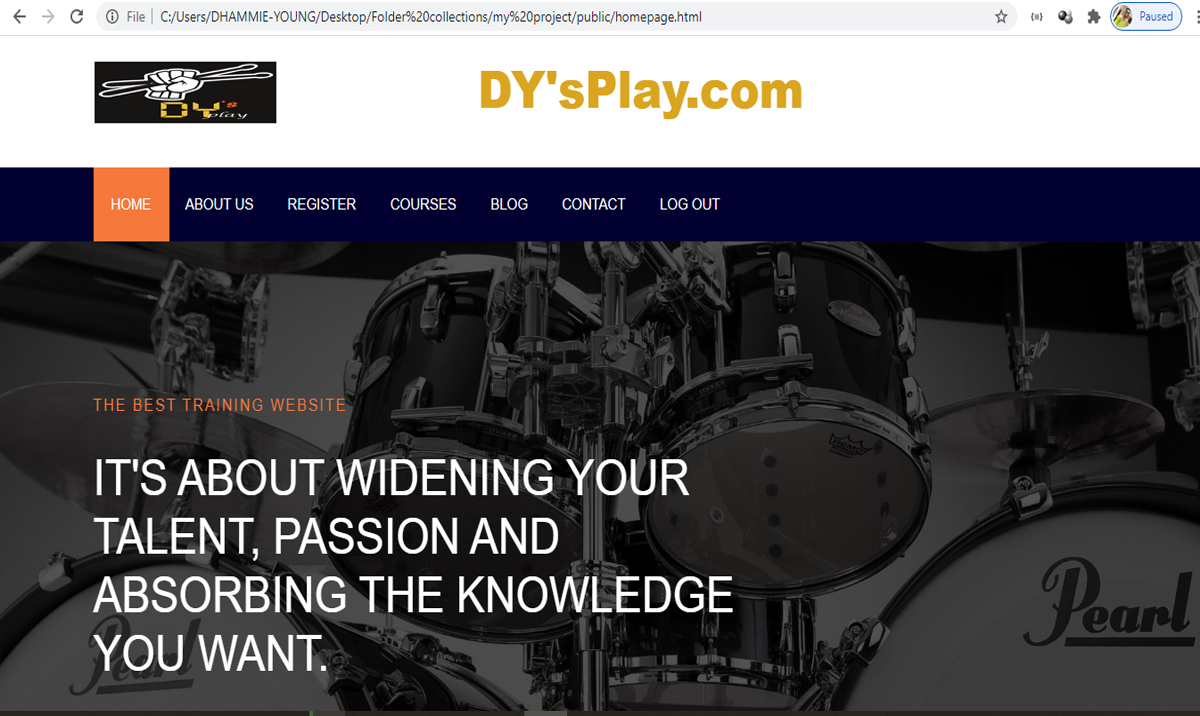 File
C:/Users/DHAMMIE-YOUNG/Desktop/Folder%20collections/my%20project/public/homepage.html
Paused
DY's
play
DY'sPlay.com
HOME
ABOUT US
REGISTER
COURSES
BLOG
CONTACT
LOG OUT
THE BEST TRAINING WEBSITE
IT'S ABOUT WIDENING YOUR
TALENT, PASSION AND
ABSORBING THE KNOWLEDGE
YOU WANT.
REMO
Pearl
Pearl